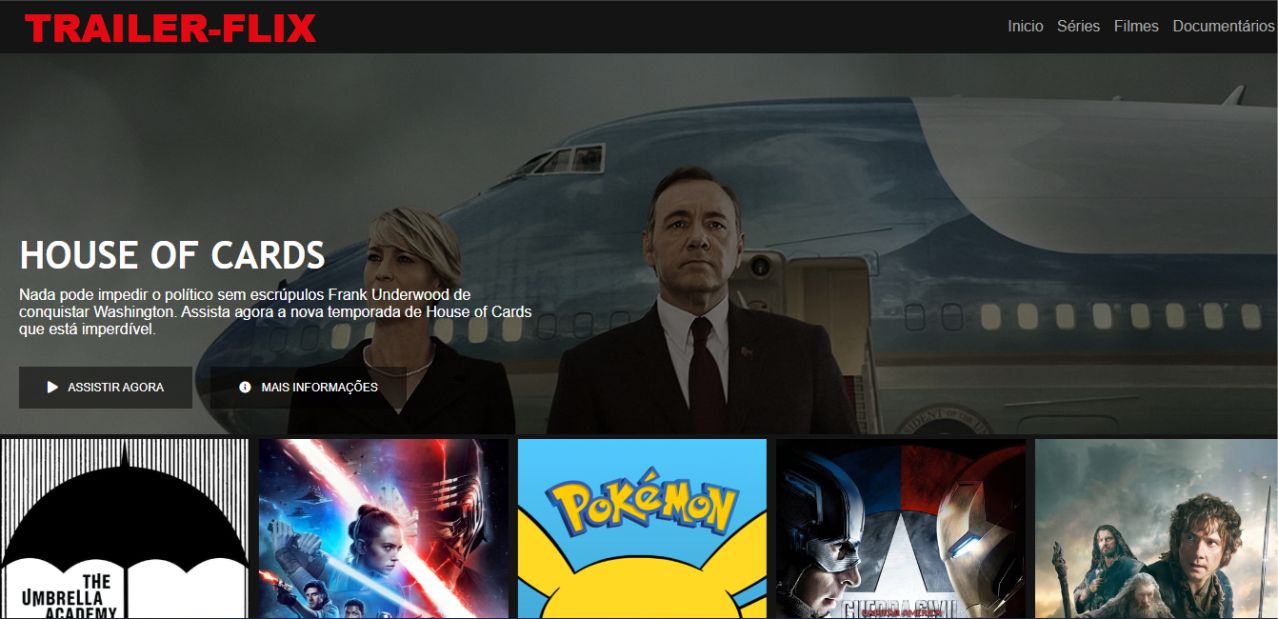 TRAILER-FLIX
Inicio Séries Filmes Documentários
HOUSE OF CARDS
Nada pode impedir o político sem escrúpulos Frank Underwood de
conquistar Washington. Assista agora a nova temporada de House of Cards
que está imperdível.
ASSISTIR AGORA
MAIS INFORMAÇÕES
THE
UMBRELLA
ACADEMY
POKÉMON
GUERRA CIVIL
CAPITÃO AMÉRICA